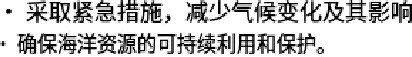 · 采取紧急措施，减少气候变化及其影响
· 确保海洋资源的可持续利用和保护。